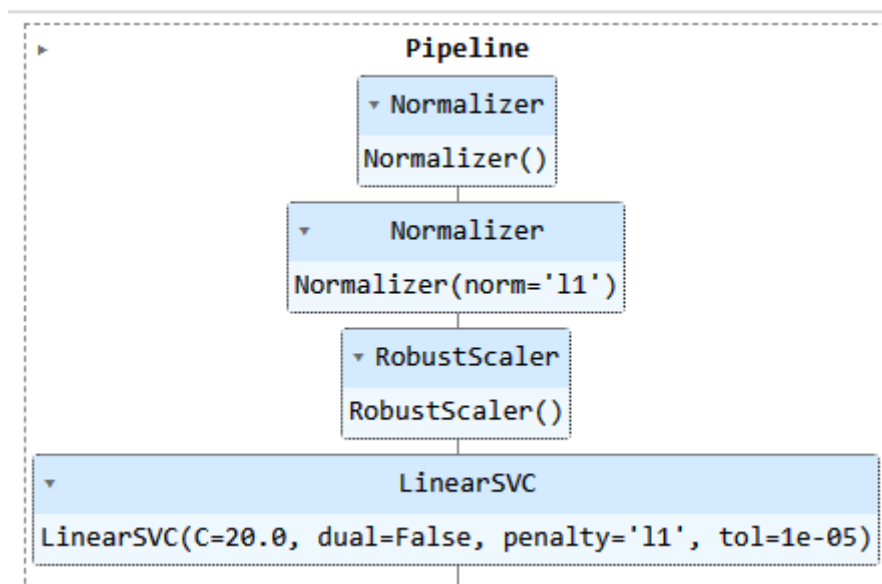 Pipeline
Normalizer
Normalizer()
Normalizer
Normalizer(norm='l1')
RobustScaler
RobustScaler()
LinearSVC
LinearSVC(C=20.0, dual=False, penalty='l1', tol=1e-05)